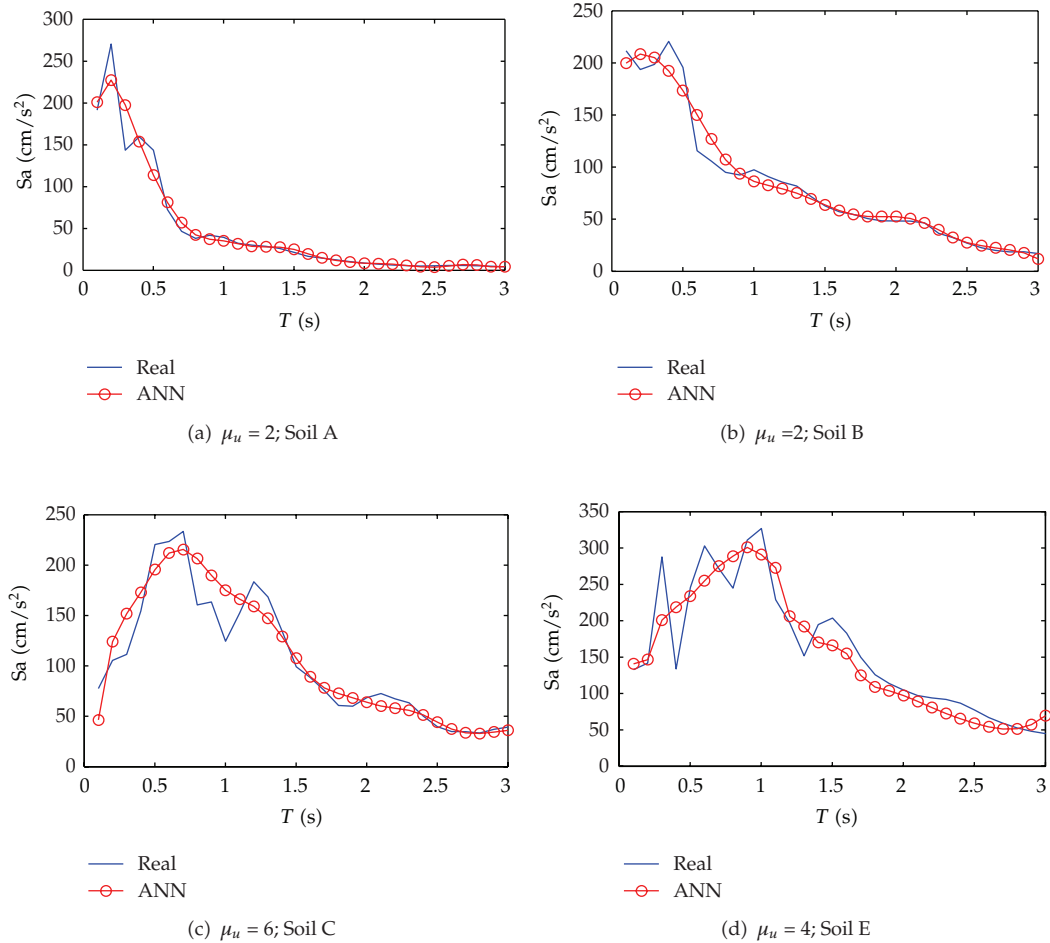 300
250
200
150
100
50
0
Sa (cm/s²)
0 0.5 1 1.5 2 2.5 3
T (s)
Real
ANN
(a) μᵤ = 2; Soil A
250
200
150
100
50
0
Sa (cm/s²)
0 0.5 1 1.5 2 2.5 3
T (s)
Real
ANN
(b) μᵤ =2; Soil B
250
200
150
100
50
0
Sa (cm/s²)
0 0.5 1 1.5 2 2.5 3
T (s)
Real
ANN
(c) μᵤ = 6; Soil C
350
300
250
200
150
100
50
0
Sa (cm/s²)
0 0.5 1 1.5 2 2.5 3
T (s)
Real
ANN
(d) μᵤ = 4; Soil E